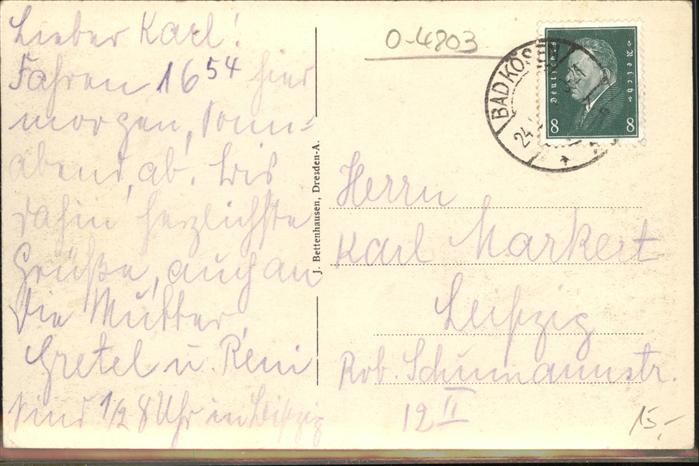 Lieber Karl!
Fahren 16⁵⁴ hier
morgen, Sonn=
abend, ab. Bis
dahin herzlichste
Grüße, auch an
die Mutter,
Gretel u. Reni
sind 1/2 8 Uhr in Leipzig
J. Bettenhausen, Dresden-A.
0-4803
BAD KÖS
24.
Deutsches Reich
8 8
Herrn
Karl Markert
Leipzig
Rob. Schumannstr.
12 II
15,-